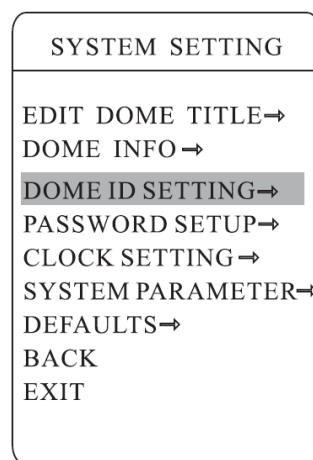 SYSTEM SETTING
EDIT DOME TITLE→
DOME INFO→
DOME ID SETTING→
PASSWORD SETUP→
CLOCK SETTING→
SYSTEM PARAMETER→
DEFAULTS→
BACK
EXIT